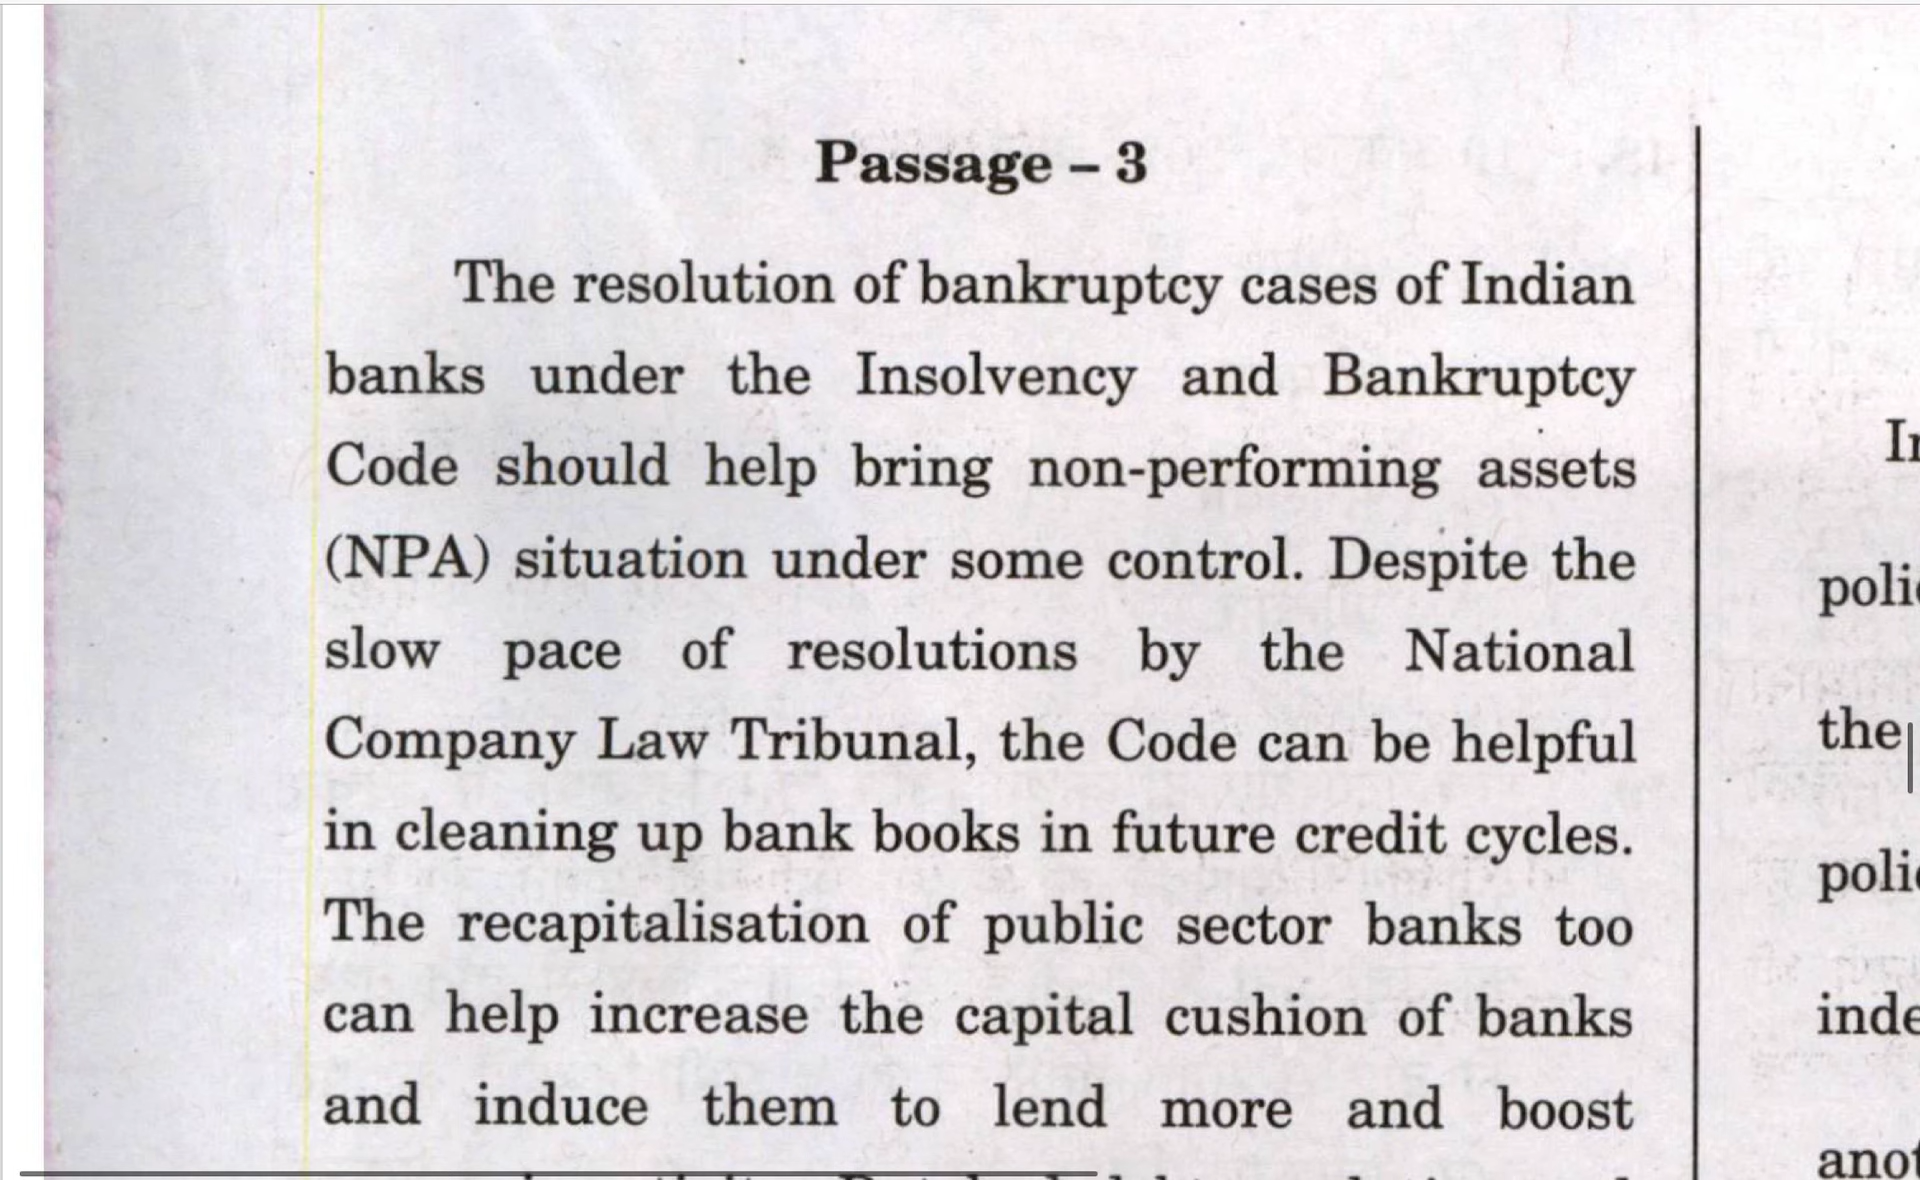 Passage – 3
The resolution of bankruptcy cases of Indian
banks under the Insolvency and Bankruptcy
Code should help bring non-performing assets
(NPA) situation under some control. Despite the
slow pace of resolutions by the National
Company Law Tribunal, the Code can be helpful
in cleaning up bank books in future credit cycles.
The recapitalisation of public sector banks too
can help increase the capital cushion of banks
and induce them to lend more and boost
the